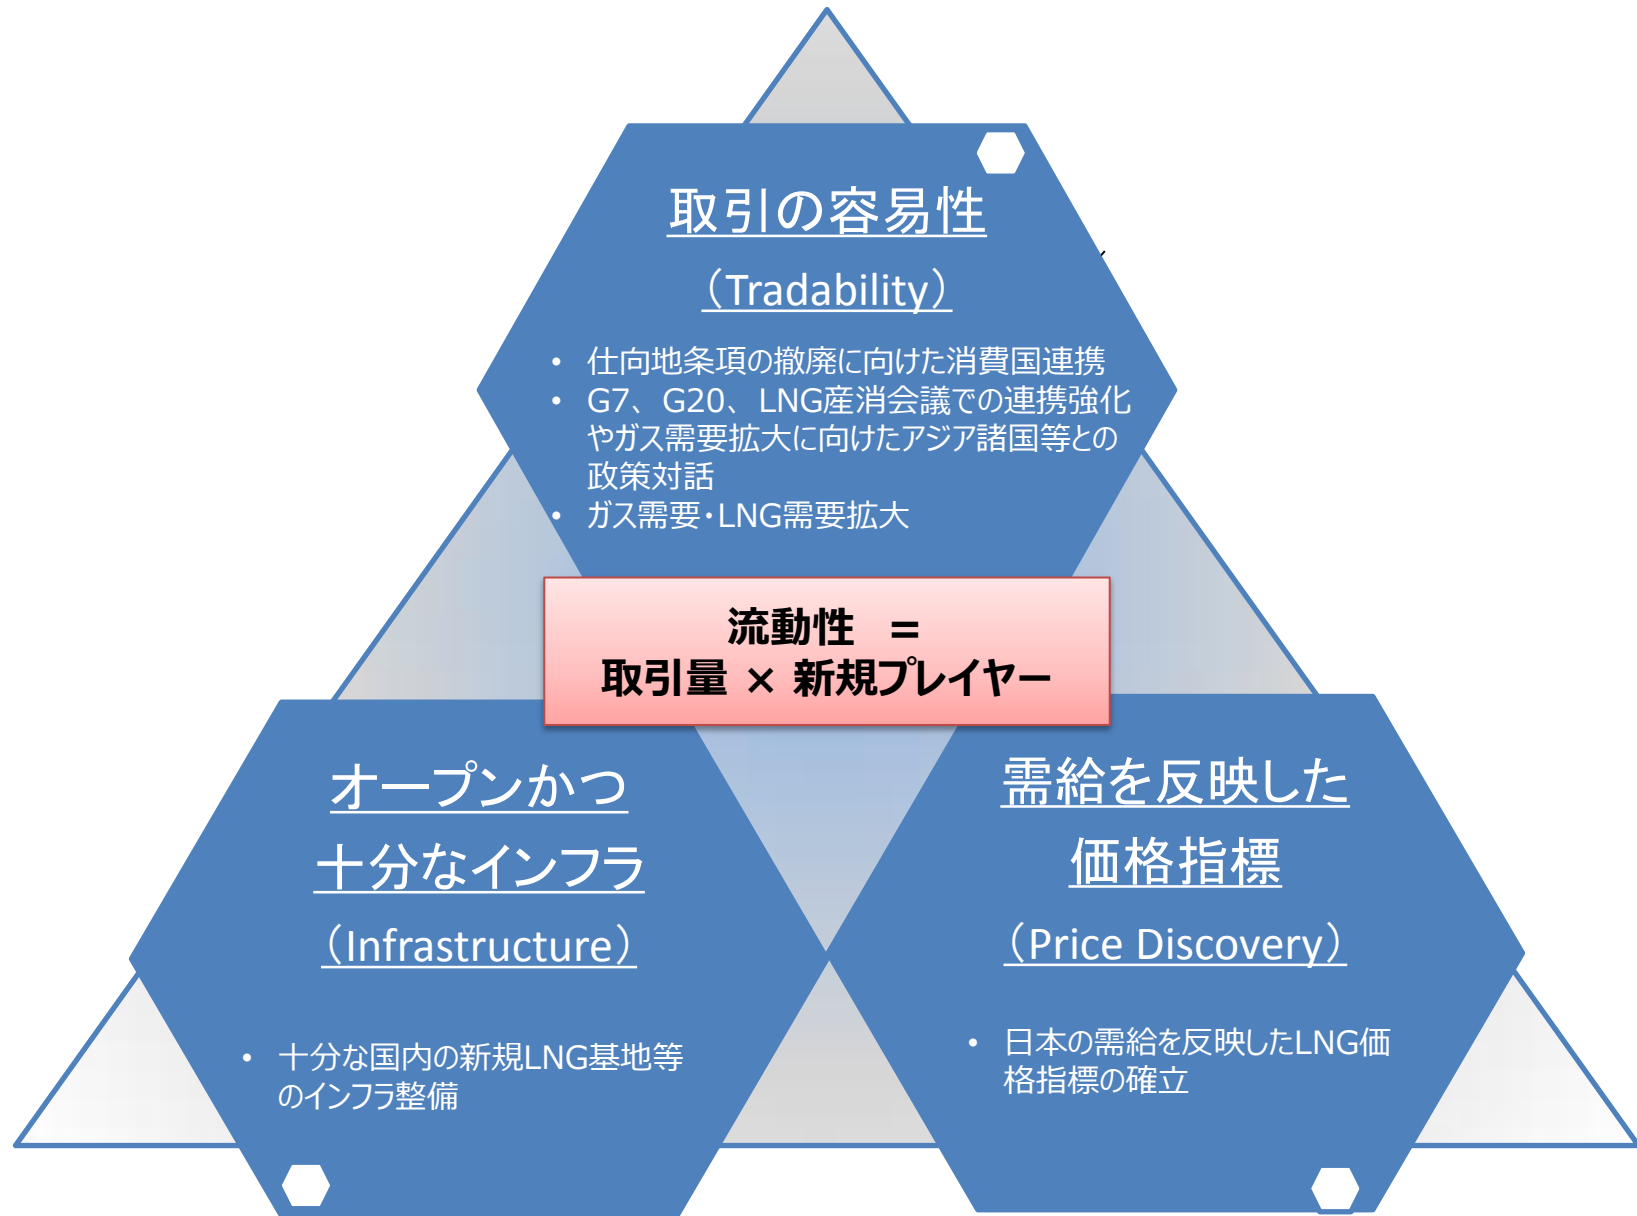 取引の容易性
（Tradability）
• 仕向地条項の撤廃に向けた消費国連携
• G7、G20、LNG産消会議での連携強化
やガス需要拡大に向けたアジア諸国等との
政策対話
• ガス需要・LNG需要拡大
流動性 ＝
取引量 × 新規プレイヤー
オープンかつ
十分なインフラ
（Infrastructure）
• 十分な国内の新規LNG基地等
のインフラ整備
需給を反映した
価格指標
（Price Discovery）
• 日本の需給を反映したLNG価
格指標の確立